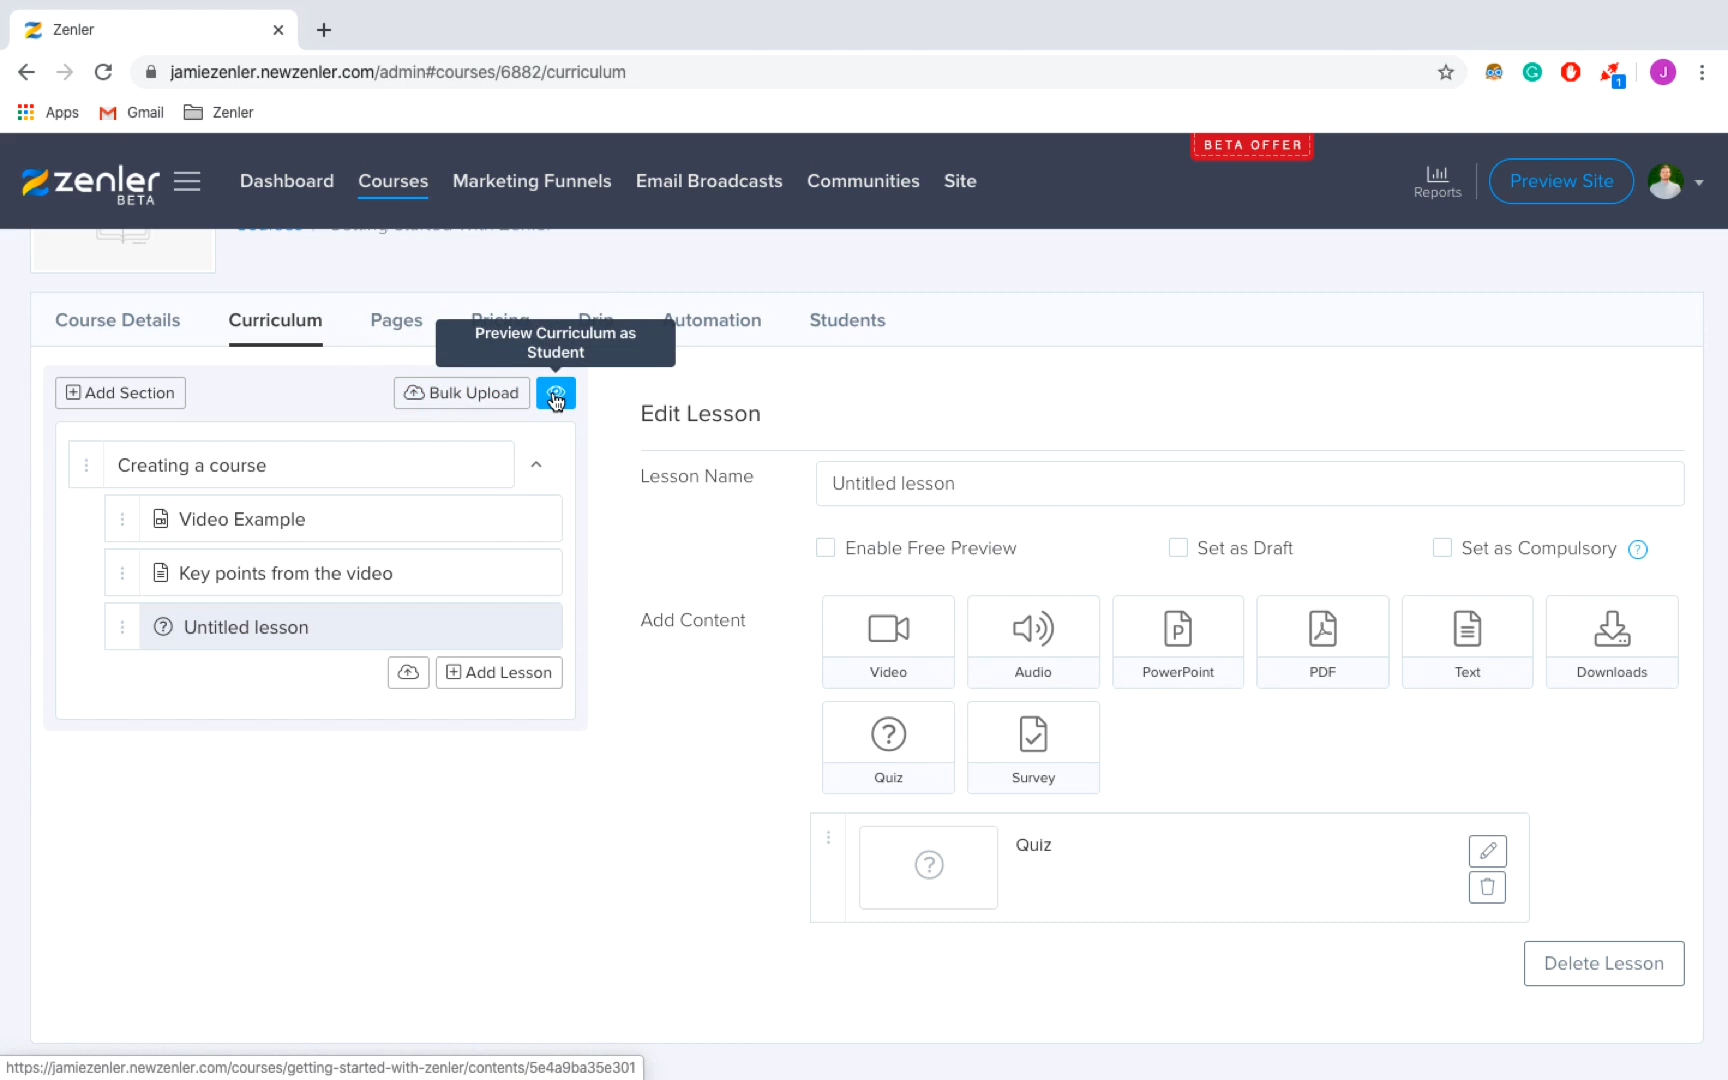 Zenler
jamiezenler.newzenler.com/admin#courses/6882/curriculum
1
J
Apps
Gmail
Zenler
zenler
BETA
Dashboard
Courses
Marketing Funnels
Email Broadcasts
Communities
Site
BETA OFFER
Reports
Preview Site
Course Details
Curriculum
Pages
Pricing
Drip
Automation
Students
Preview Curriculum as
Student
Add Section
Bulk Upload
Creating a course
Video Example
Key points from the video
Untitled lesson
Add Lesson
Edit Lesson
Lesson Name
Untitled lesson
Enable Free Preview
Set as Draft
Set as Compulsory
Add Content
Video
Audio
PowerPoint
PDF
Text
Downloads
Quiz
Survey
Quiz
Delete Lesson
https://jamiezenler.newzenler.com/courses/getting-started-with-zenler/contents/5e4a9ba35e301